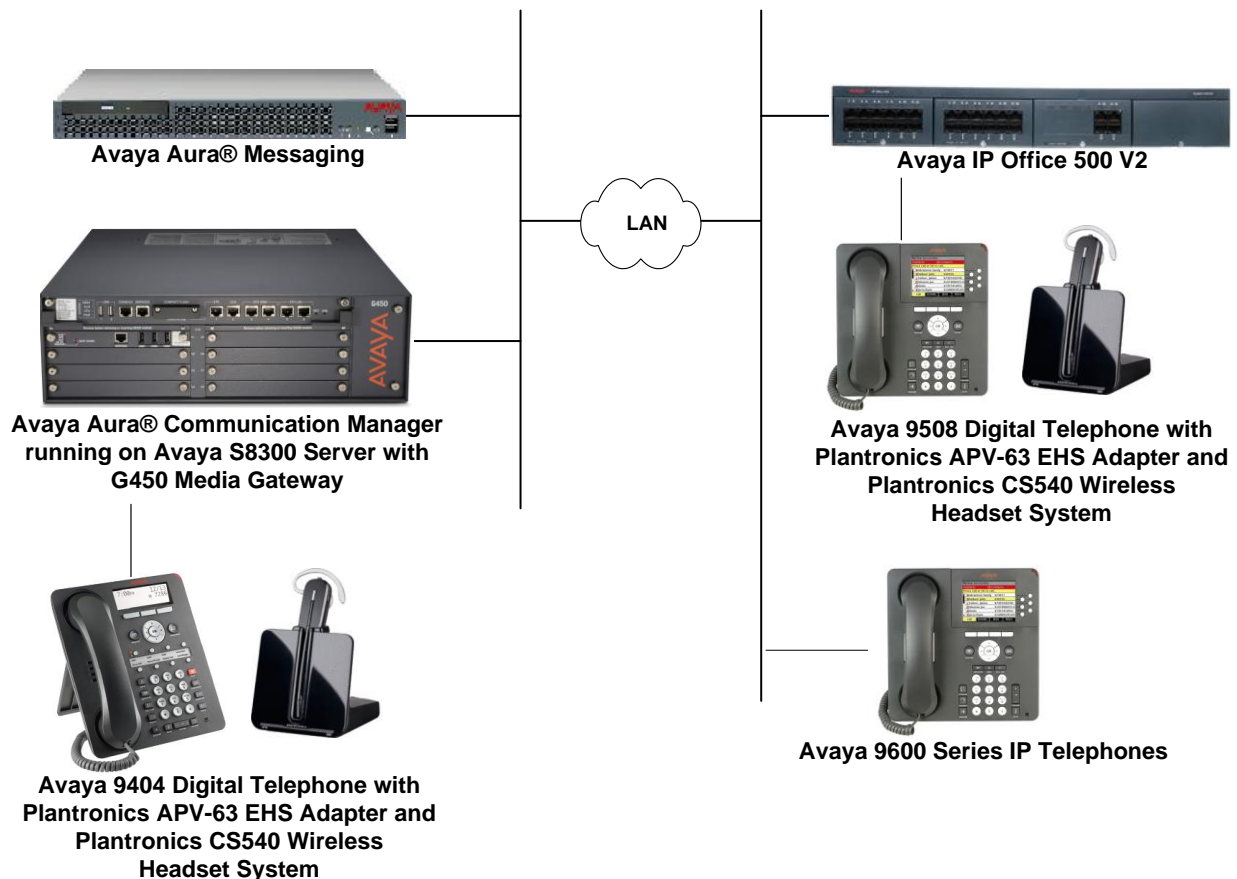 AVAYA
Avaya Aura® Messaging
Avaya IP Office 500 V2
LAN
G450
AVAYA
Avaya Aura® Communication Manager
running on Avaya S8300 Server with
G450 Media Gateway
Avaya 9508 Digital Telephone with
Plantronics APV-63 EHS Adapter and
Plantronics CS540 Wireless
Headset System
Avaya 9600 Series IP Telephones
Avaya 9404 Digital Telephone with
Plantronics APV-63 EHS Adapter and
Plantronics CS540 Wireless
Headset System